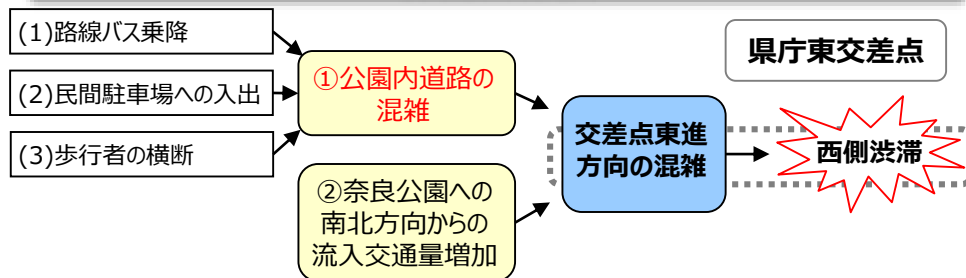 (1)路線バス乗降
(2)民間駐車場への入出
(3)歩行者の横断
①公園内道路の
混雑
②奈良公園への
南北方向からの
流入交通量増加
交差点東進
方向の混雑
県庁東交差点
西側渋滞